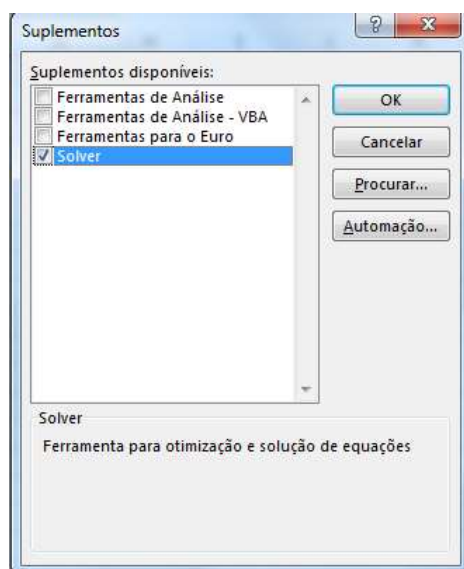 Suplementos
Suplementos disponíveis:
Ferramentas de Análise
Ferramentas de Análise - VBA
Ferramentas para o Euro
Solver
OK
Cancelar
Procurar...
Automação...
Solver
Ferramenta para otimização e solução de equações